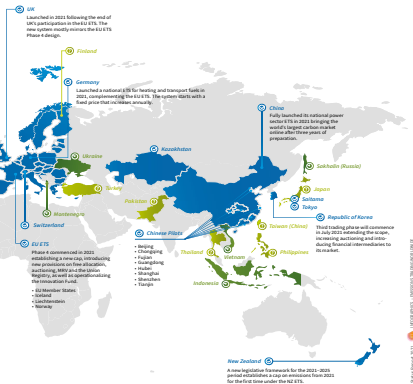 UK
Launched in 2021 following the end of
UK's participation in the EU ETS. The
new system mostly mirrors the EU ETS
Phase 4 design.
Finland
Germany
Launched a national ETS for heating and transport fuels in
2021, complementing the EU ETS. The system starts with a
fixed price that increases annually.
China
Fully launched its national power
sector ETS in 2021 bringing the
world's largest carbon market
online after three years of
preparation.
Ukraine
Kazakhstan
Sakhalin (Russia)
Turkey
Pakistan
Japan
Saitama
Tokyo
Montenegro
Republic of Korea
Third trading phase will commence
in July 2021 extending the scope,
increasing auctioning and intro-
ducing financial intermediaries to
its market.
Switzerland
Taiwan (China)
Chinese Pilots
• Beijing
• Chongqing
• Fujian
• Guangdong
• Hubei
• Shanghai
• Shenzhen
• Tianjin
EU ETS
Phase 4 commenced in 2021
establishing a new cap, introducing
new provisions on free allocation,
auctioning, MRV and the Union
Registry, as well as operationalizing
the Innovation Fund.
• EU Member States
• Iceland
• Liechtenstein
• Norway
Thailand
Vietnam
Philippines
Indonesia
New Zealand
A new legislative framework for the 2021–2025
period establishes a cap on emissions from 2021
for the first time under the NZ ETS.